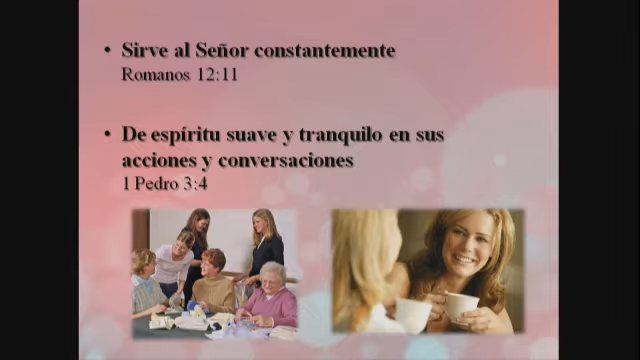 • Sirve al Señor constantemente
Romanos 12:11
• De espíritu suave y tranquilo en sus
acciones y conversaciones
1 Pedro 3:4